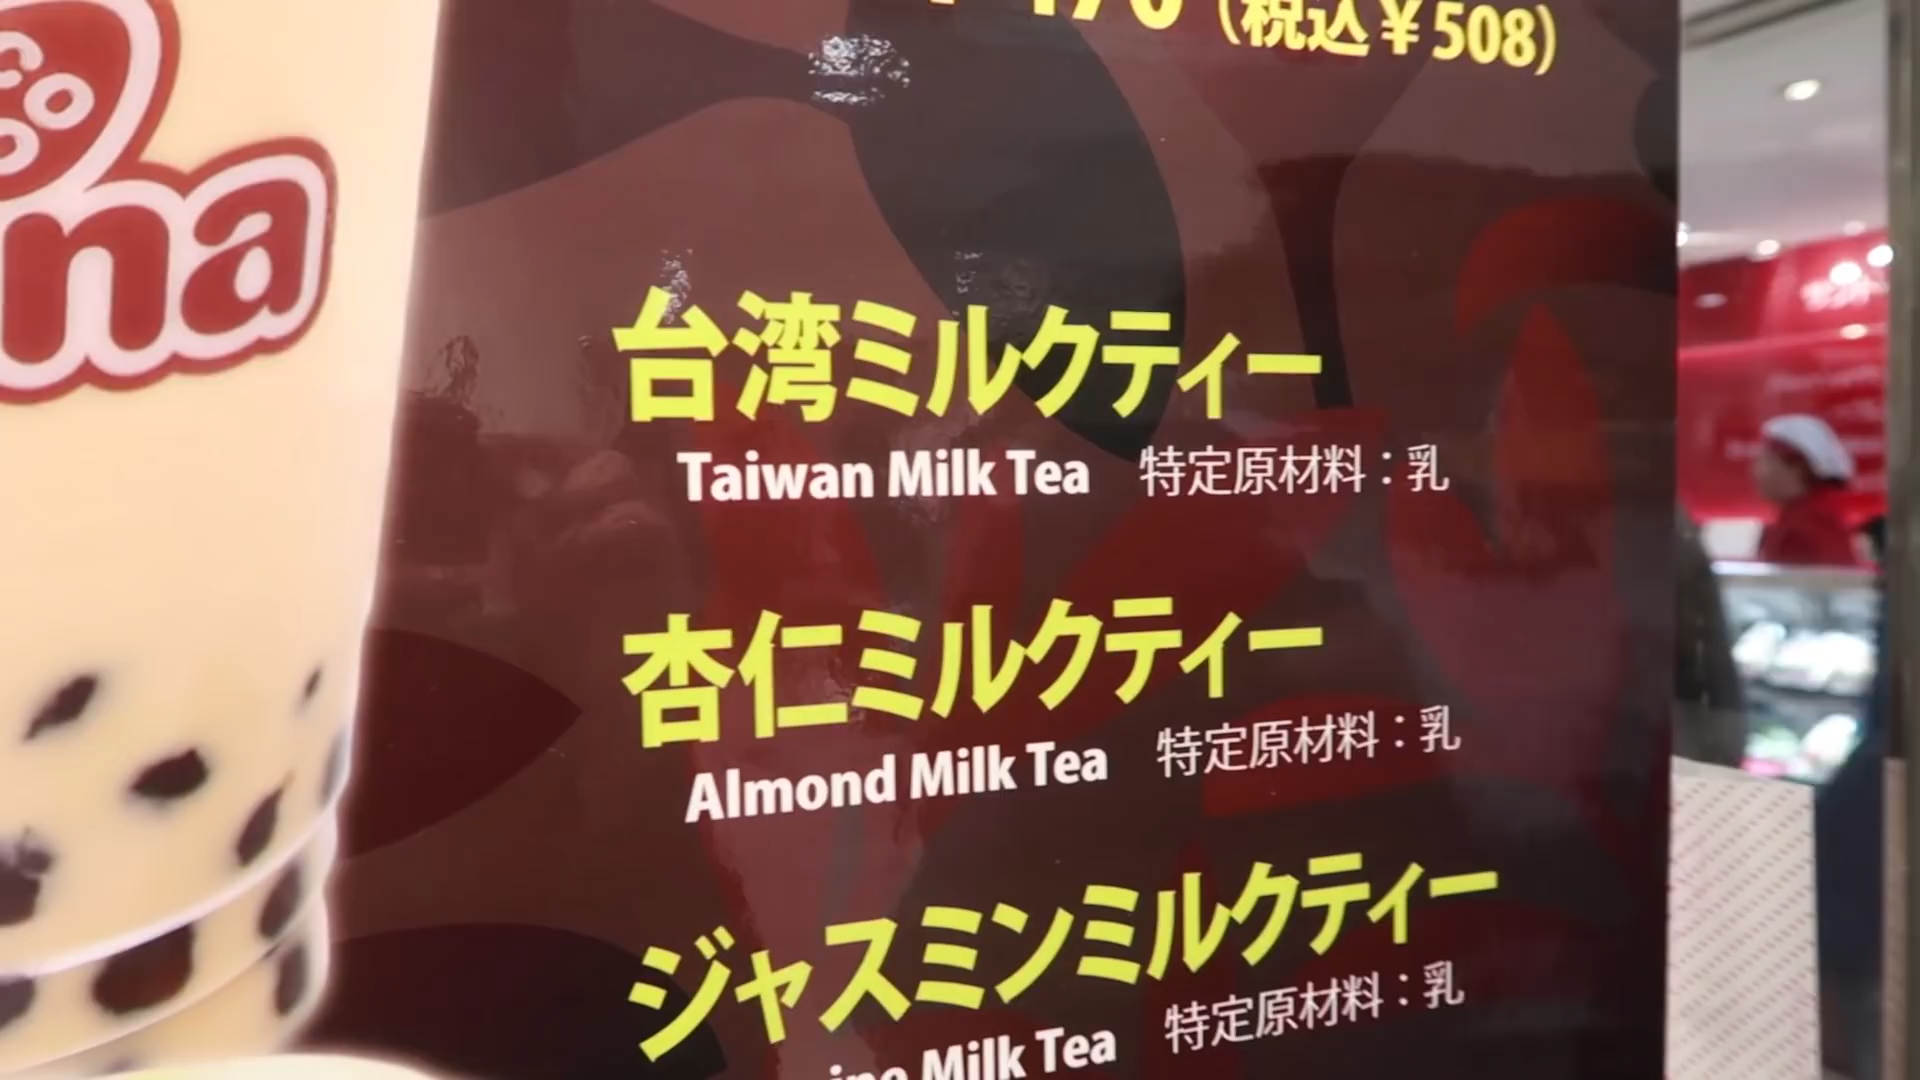 (税込¥508)
na
台湾ミルクティー
Taiwan Milk Tea 特定原材料：乳
杏仁ミルクティー
Almond Milk Tea 特定原材料：乳
ジャスミンミルクティー
Milk Tea 特定原材料：乳